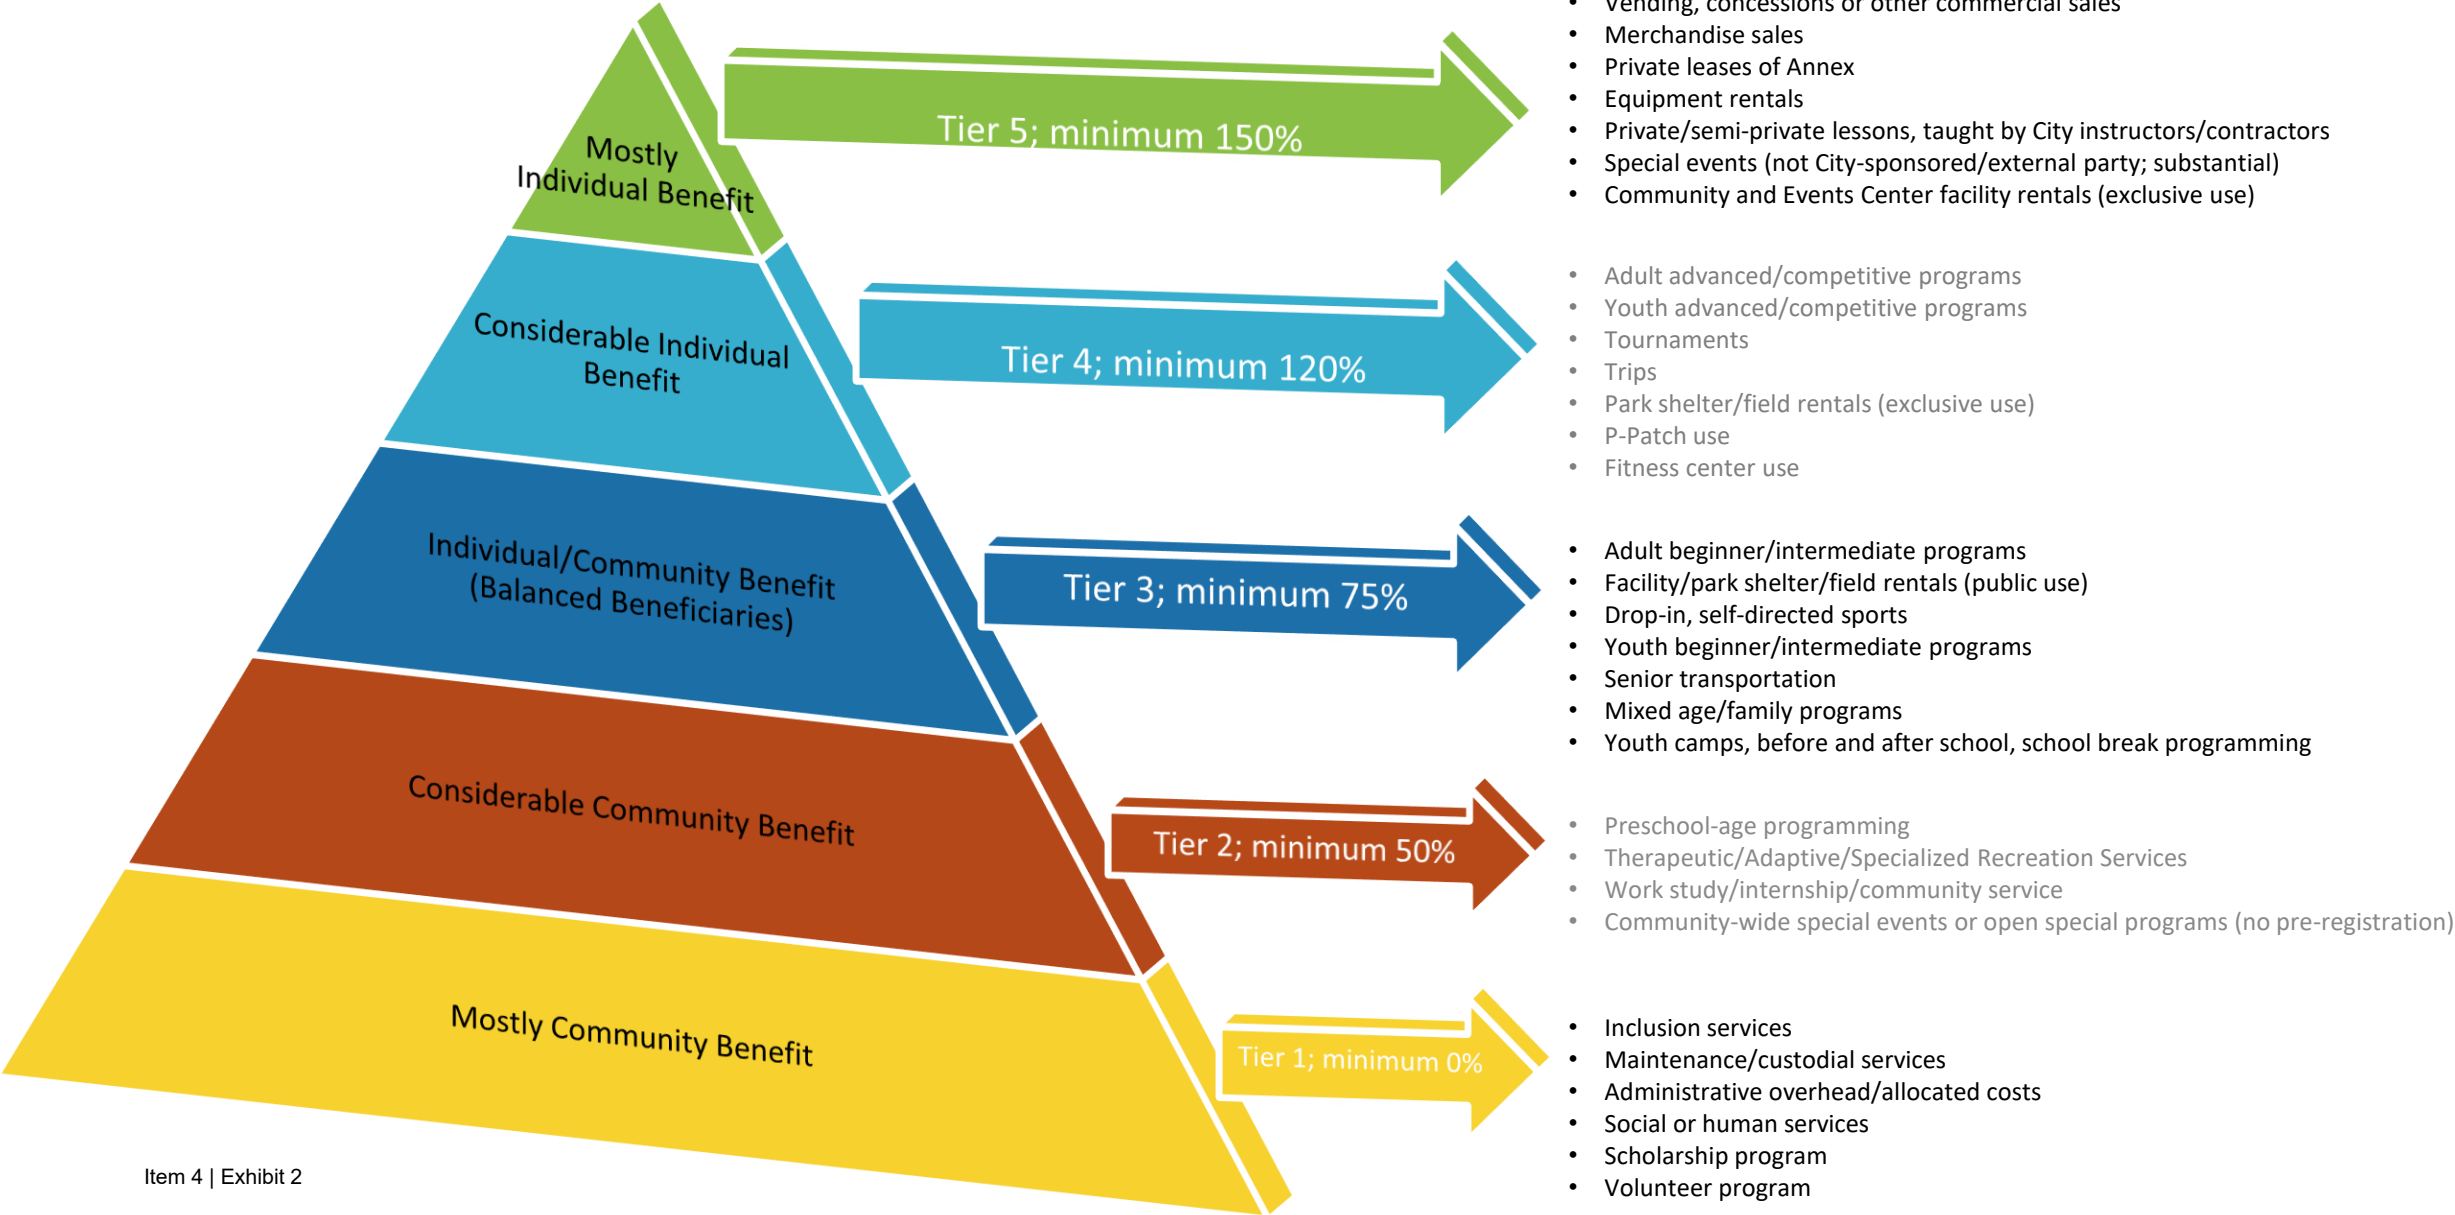 • Vending, concessions or other commercial sales
• Merchandise sales
• Private leases of Annex
• Equipment rentals
• Private/semi-private lessons, taught by City instructors/contractors
• Special events (not City-sponsored/external party; substantial)
• Community and Events Center facility rentals (exclusive use)
Tier 5; minimum 150%
Mostly
Individual Benefit
• Adult advanced/competitive programs
• Youth advanced/competitive programs
• Tournaments
• Trips
• Park shelter/field rentals (exclusive use)
• P-Patch use
• Fitness center use
Tier 4; minimum 120%
Considerable Individual
Benefit
• Adult beginner/intermediate programs
• Facility/park shelter/field rentals (public use)
• Drop-in, self-directed sports
• Youth beginner/intermediate programs
• Senior transportation
• Mixed age/family programs
• Youth camps, before and after school, school break programming
Tier 3; minimum 75%
Individual/Community Benefit
(Balanced Beneficiaries)
• Preschool-age programming
• Therapeutic/Adaptive/Specialized Recreation Services
• Work study/internship/community service
• Community-wide special events or open special programs (no pre-registration)
Tier 2; minimum 50%
Considerable Community Benefit
• Inclusion services
• Maintenance/custodial services
• Administrative overhead/allocated costs
• Social or human services
• Scholarship program
• Volunteer program
Tier 1; minimum 0%
Mostly Community Benefit
Item 4 | Exhibit 2